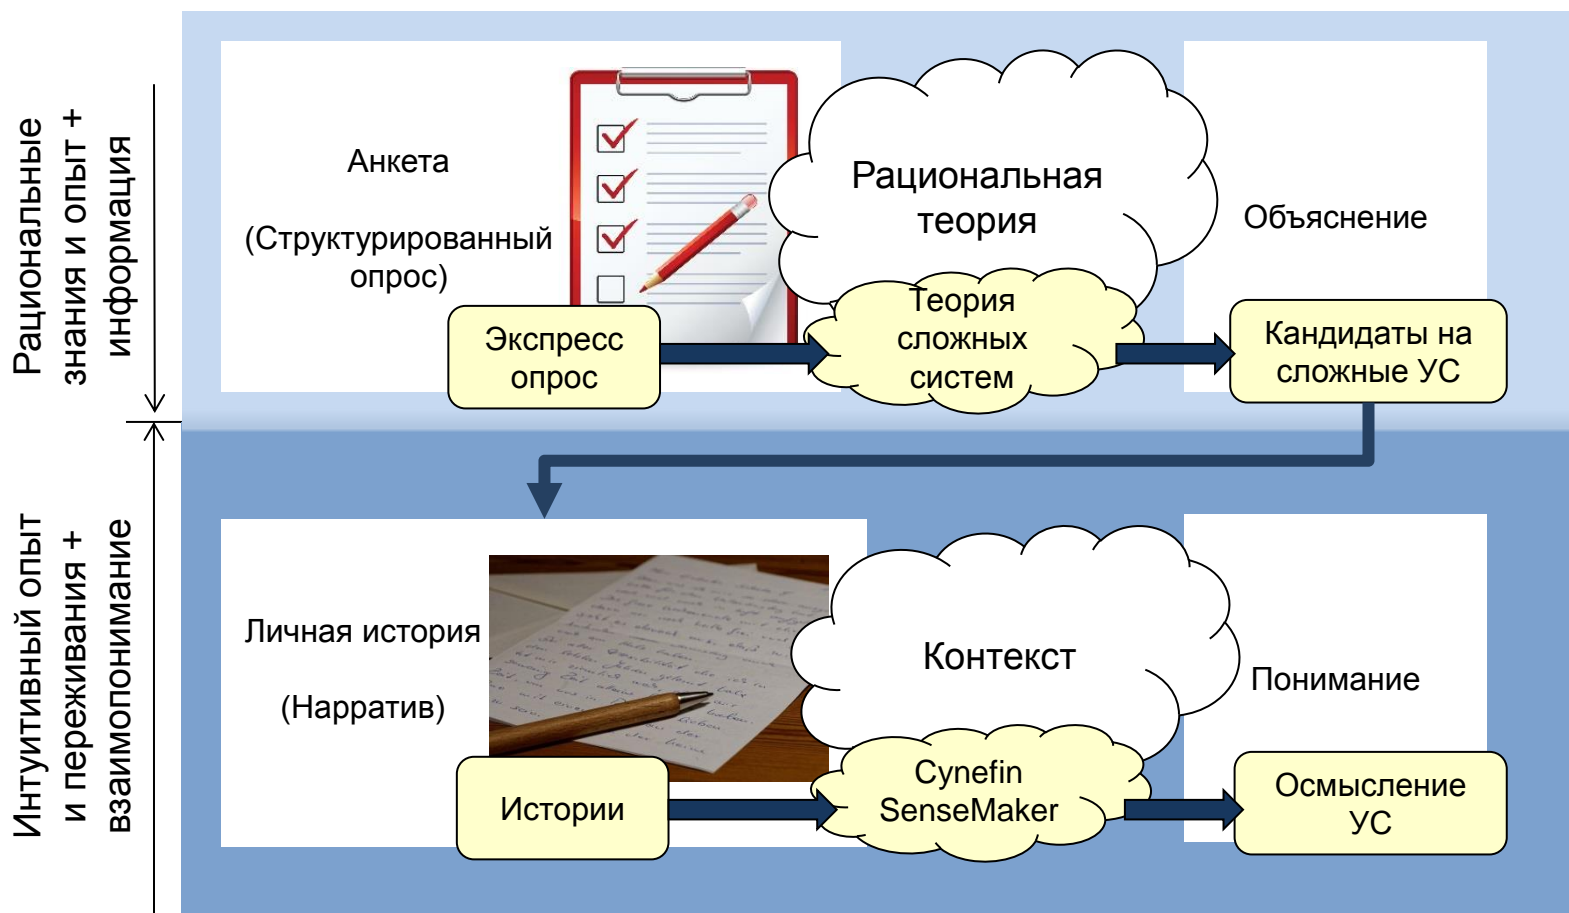 Рациональные
знания и опыт +
информация
Анкета
(Структурированный
опрос)
Экспресс
опрос
Рациональная
теория
Теория
сложных
систем
Объяснение
Кандидаты на
сложные УС
Интуитивный опыт
и переживания +
взаимопонимание
Личная история
(Нарратив)
Истории
Контекст
Cynefin
SenseMaker
Понимание
Осмысление
УС